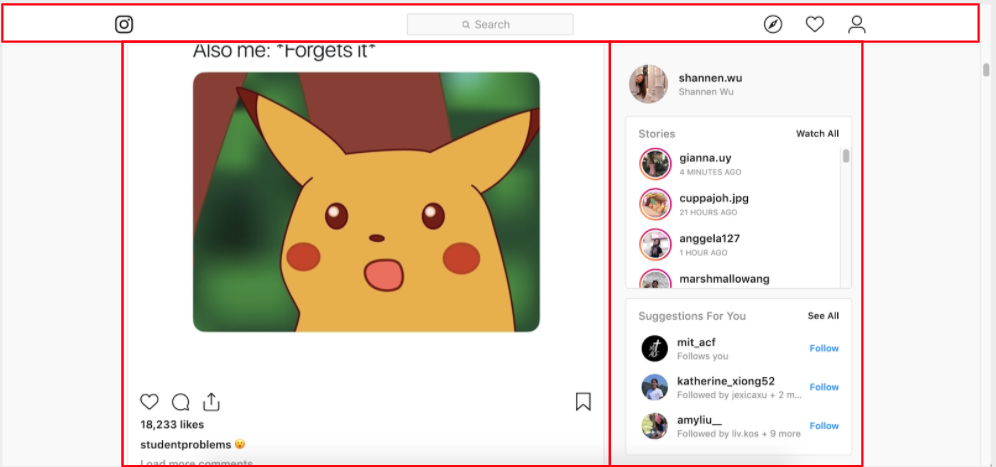 Search
Also me: *Forgets it*
18,233 likes
studentproblems 😮
Load more comments
shannen.wu
Shannen Wu
Stories Watch All
gianna.uy
4 MINUTES AGO
cuppajoh.jpg
21 HOURS AGO
anggela127
1 HOUR AGO
marshmallowang
Suggestions For You See All
mit_acf Follow
Follows you
katherine_xiong52 Follow
Followed by jexicaxu + 2 m...
amyliu__ Follow
Followed by liv.kos + 9 more